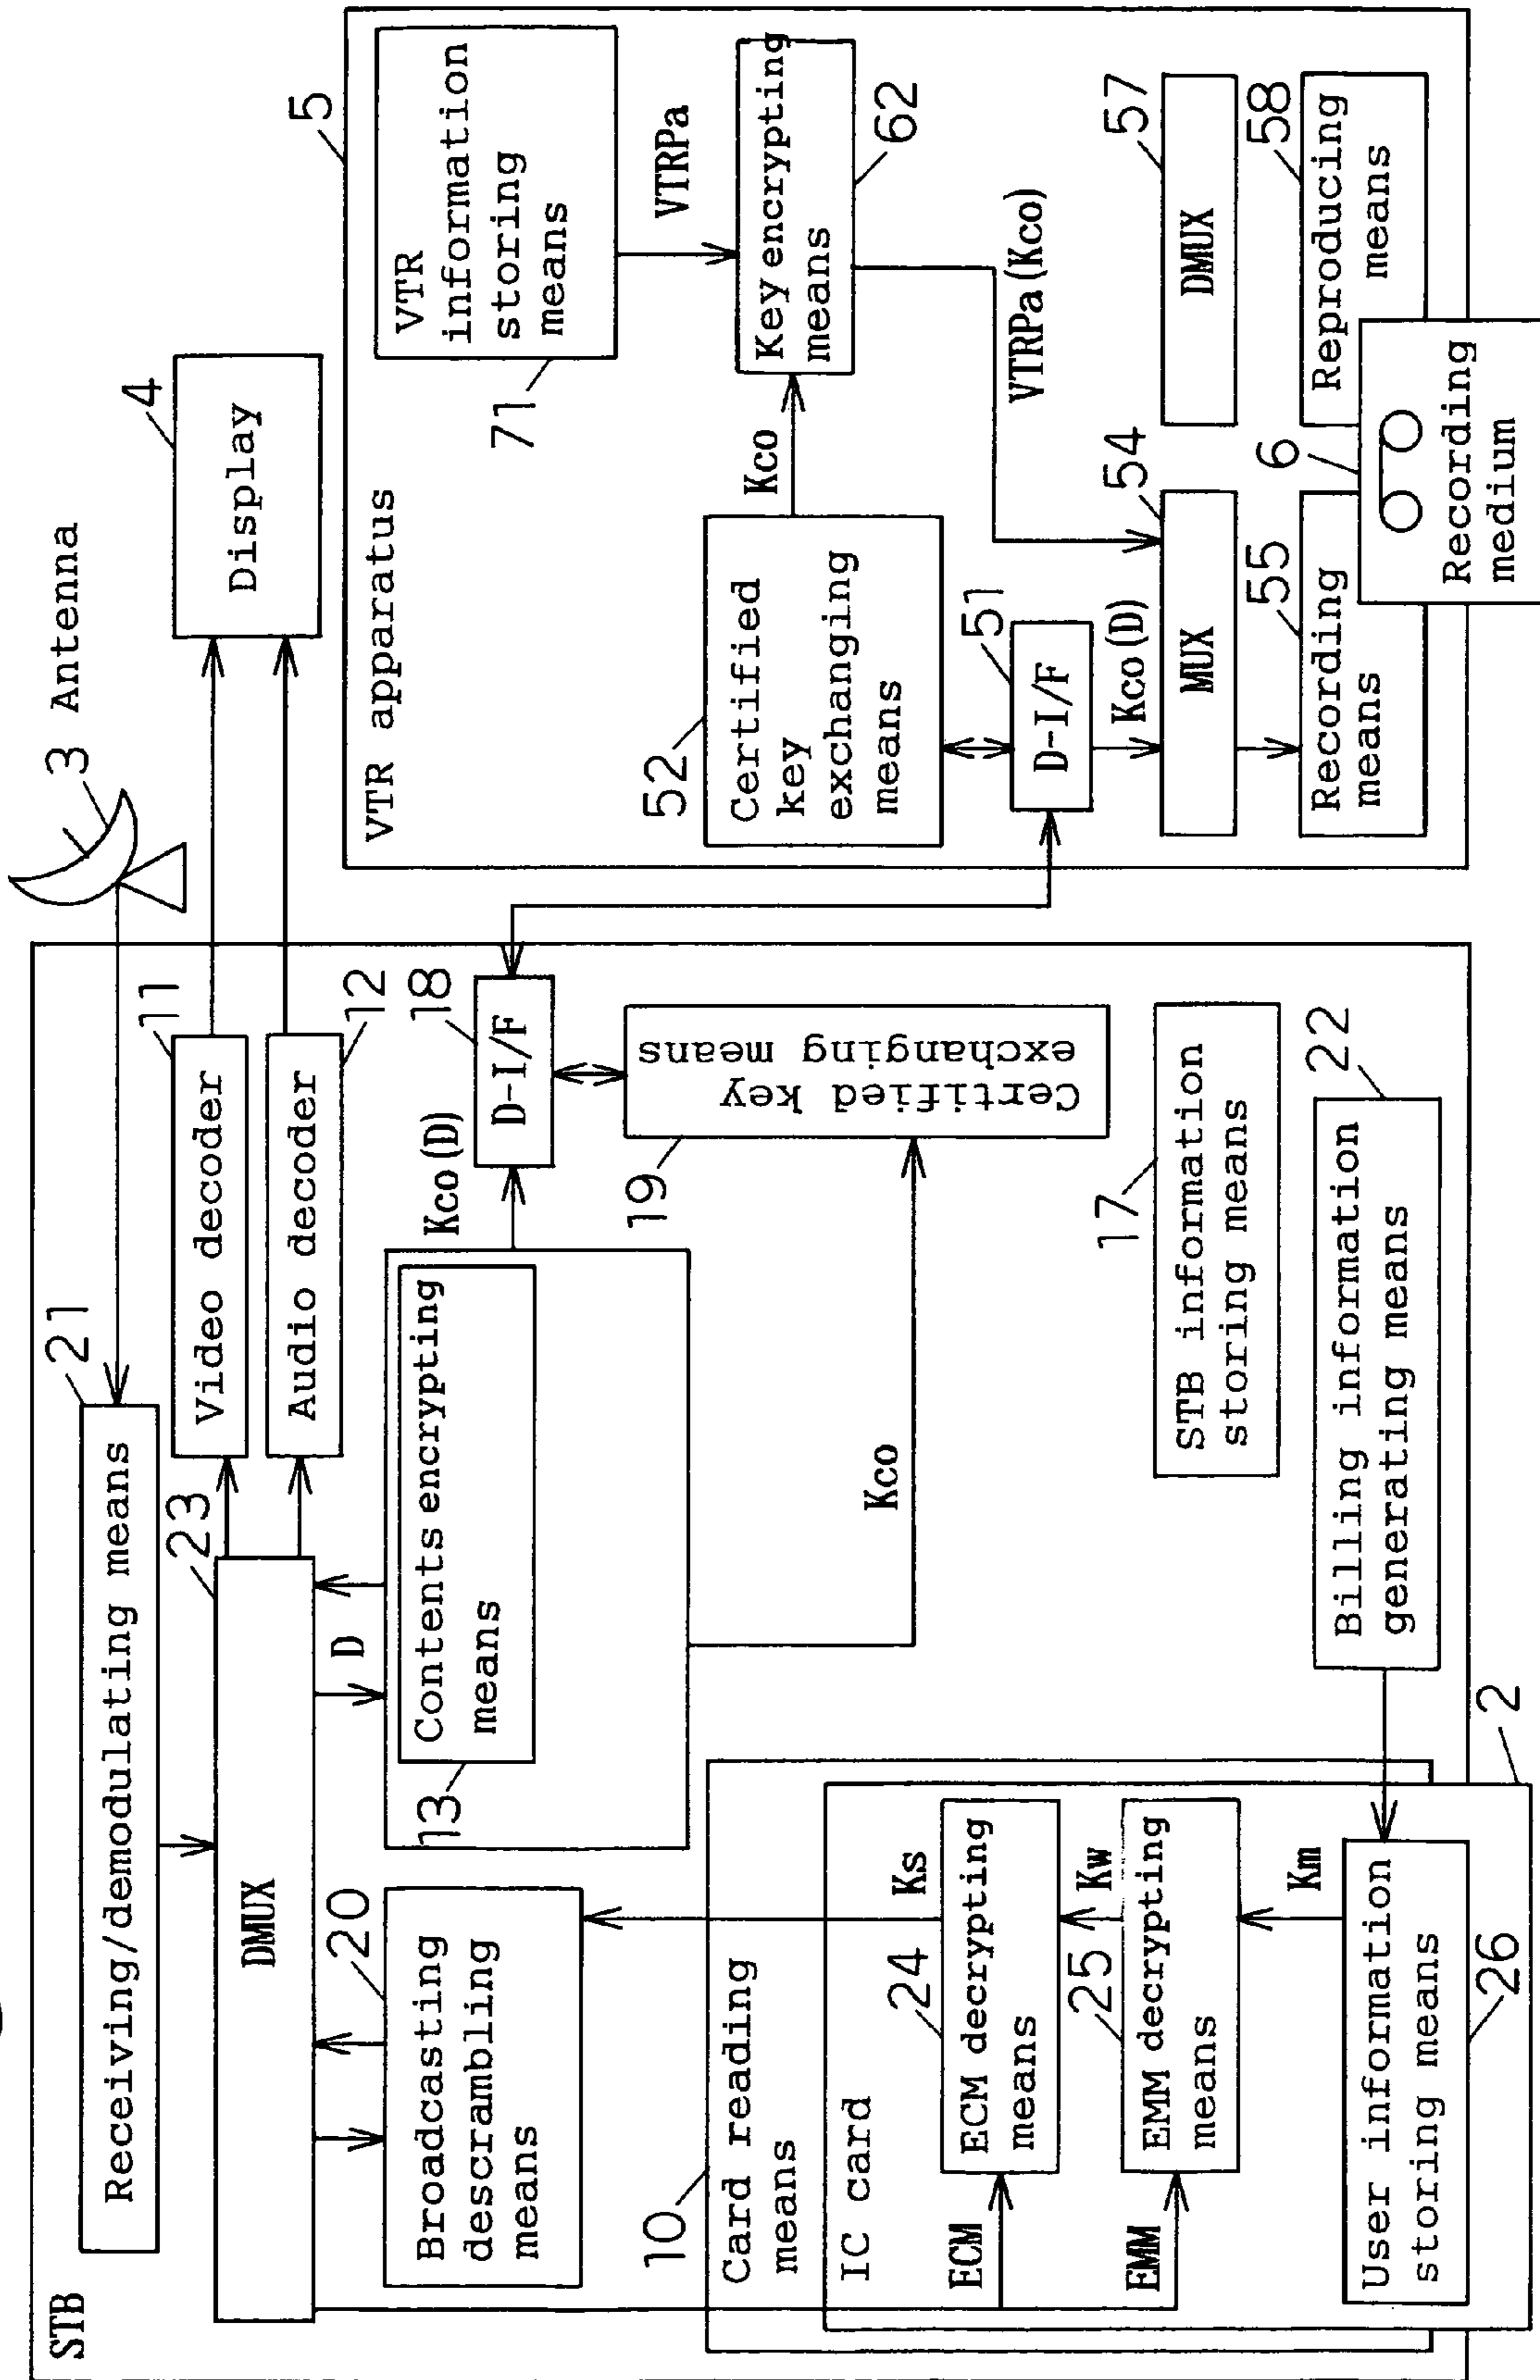 STB
21
Receiving/demodulating means
3 Antenna
DMUX
23
11
Video decoder
Audio decoder
12
4
Display
20
Broadcasting
descrambling
means
D
13
Contents encrypting
means
Kco(D)
18
D-I/F
19
Certified key
exchanging means
Kco
10
Card reading
means
IC card
ECM
24
ECM decrypting
means
Ks
Kw
EMM
25
EMM decrypting
means
Km
User information
storing means
26
2
17
STB information
storing means
22
Billing information
generating means
5
VTR apparatus
VTR
information
storing
means
71
VTRPa
52
Certified
key
exchanging
means
Kco
Key encrypting
means
62
51
D-I/F
Kco(D)
VTRPa(Kco)
54
MUX
57
DMUX
55
Recording
means
58
Reproducing
means
6
Recording
medium